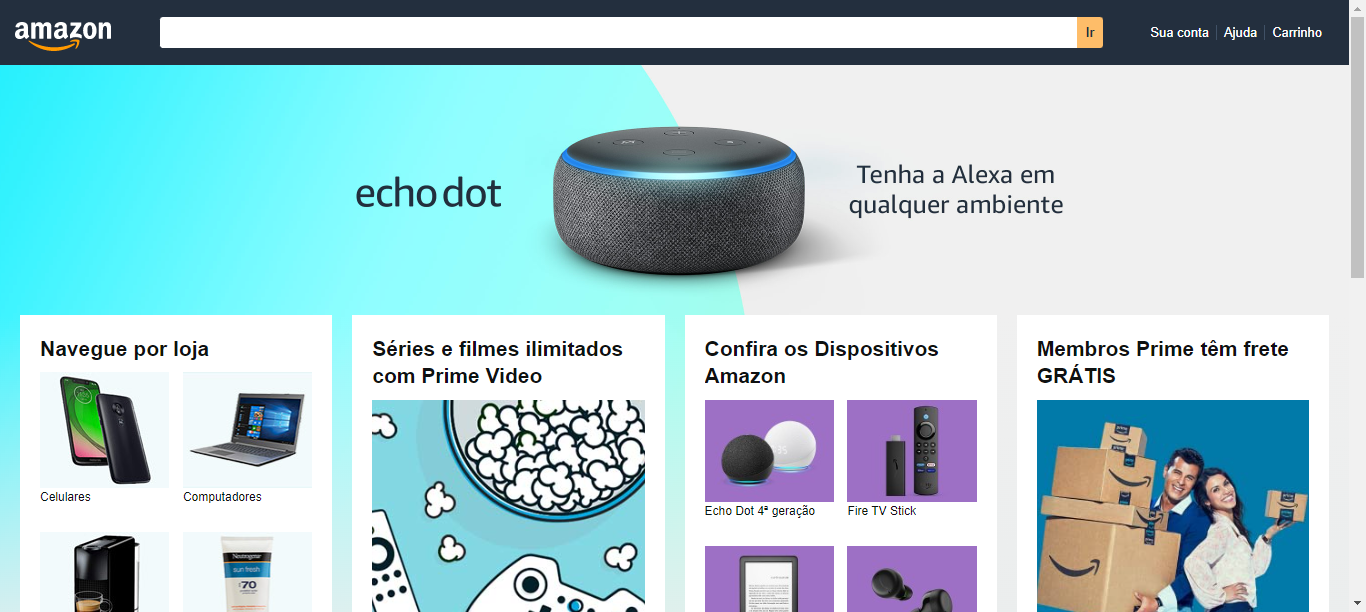 amazon
Ir
Sua conta
Ajuda
Carrinho
echo dot
Tenha a Alexa em
qualquer ambiente
Navegue por loja
Celulares
Computadores
Neutrogena
sun fresh
70
Séries e filmes ilimitados
com Prime Video
Confira os Dispositivos
Amazon
Echo Dot 4ª geração
Fire TV Stick
Membros Prime têm frete
GRÁTIS